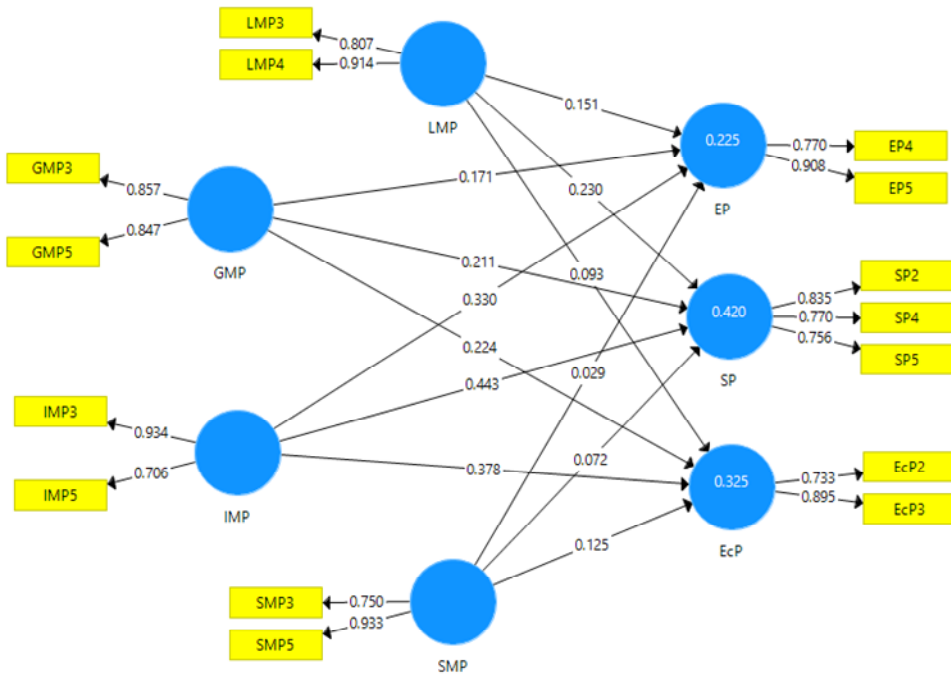 LMP3
0.807
LMP4
0.914
LMP
0.151
GMP3
0.857
GMP5
0.847
GMP
0.171
0.230
0.225
EP
0.770
EP4
0.908
EP5
0.211
0.093
0.330
0.420
SP
0.835
SP2
0.770
SP4
0.756
SP5
0.224
0.443
0.029
IMP3
0.934
IMP5
0.706
IMP
0.378
0.072
0.325
EcP
0.733
EcP2
0.895
EcP3
0.125
SMP3
0.750
SMP5
0.933
SMP